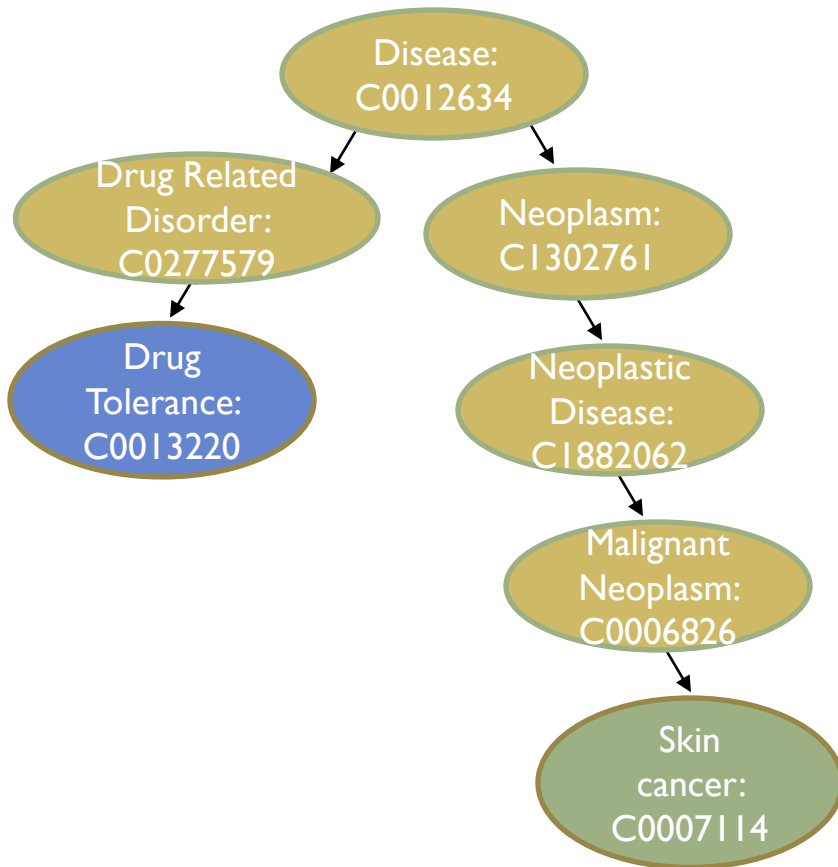 Disease:
C0012634
Drug Related
Disorder:
C0277579
Neoplasm:
C1302761
Drug
Tolerance:
C0013220
Neoplastic
Disease:
C1882062
Malignant
Neoplasm:
C0006826
Skin
cancer:
C0007114